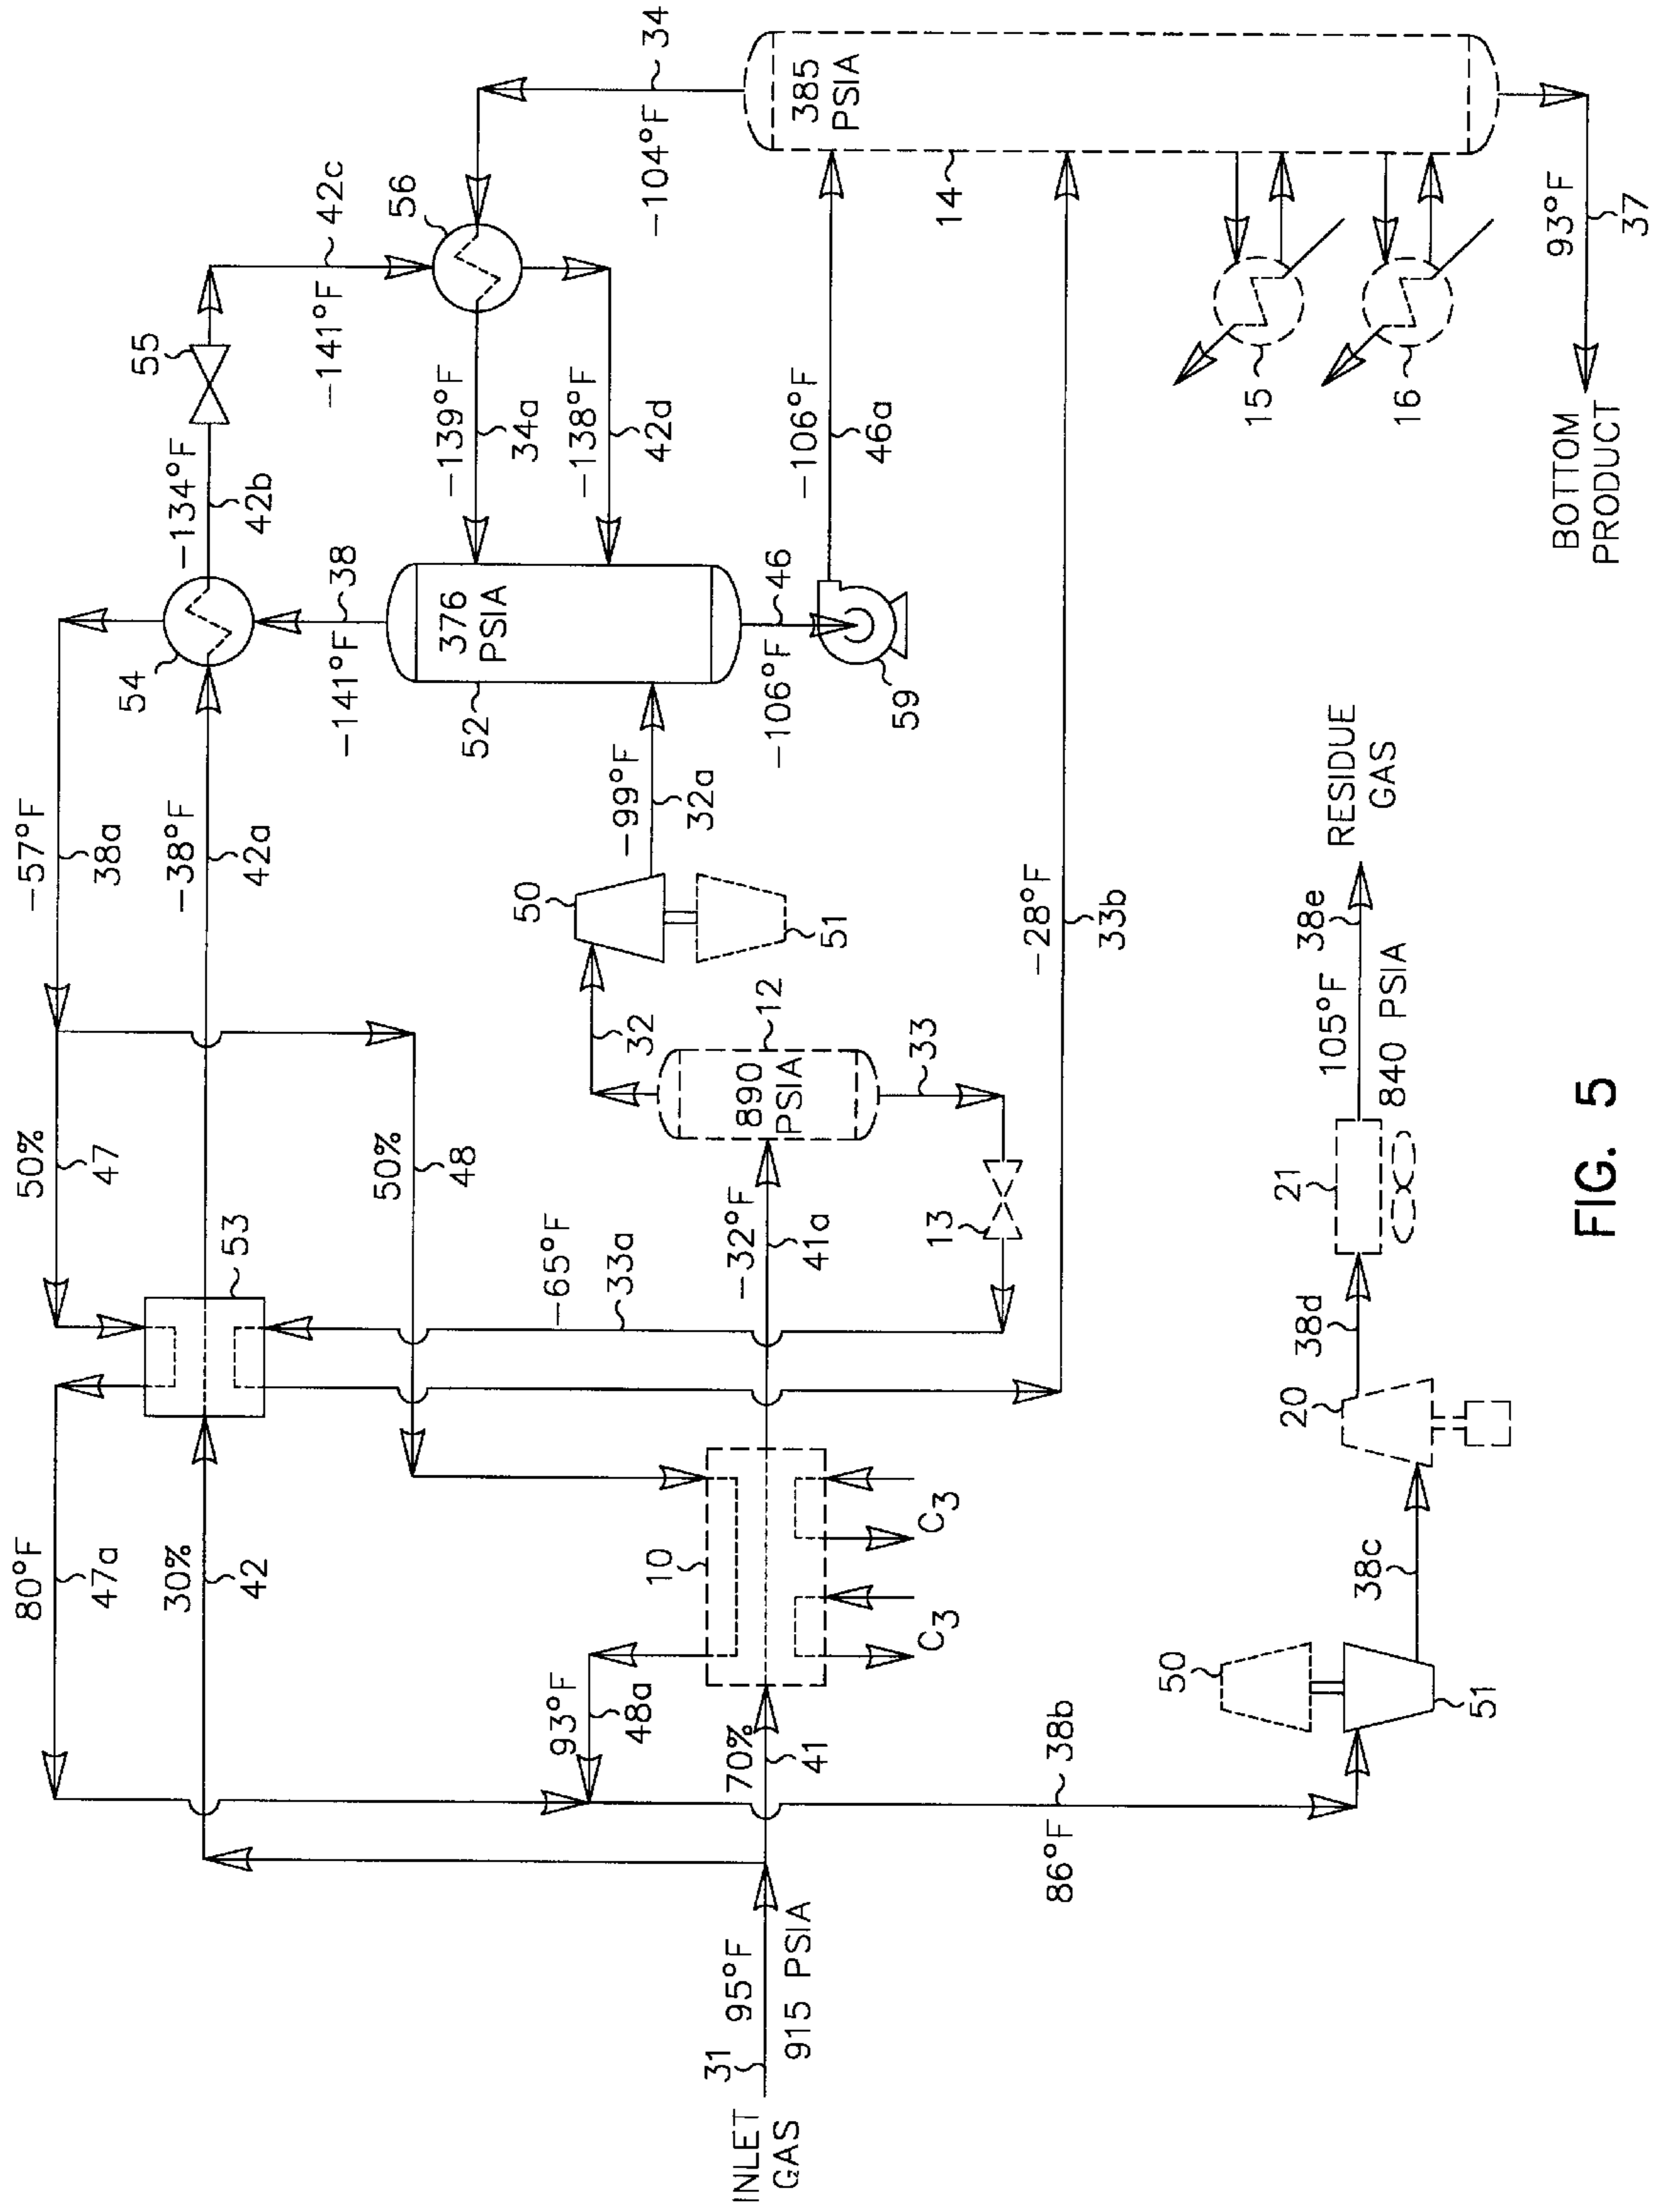 INLET
GAS
31
95°F
915 PSIA
86°F
38b
80°F
47a
30%
42
93°F
48a
70%
41
10
C3
C3
50%
47
53
50%
48
-65°F
33a
-32°F
41a
13
890
PSIA
12
32
33
-57°F
38a
-38°F
42a
50
51
-99°F
32a
-28°F
33b
54
-141°F
38
52
376
PSIA
-106°F
46
59
-134°F
42b
55
-141°F
42c
56
-139°F
34a
-138°F
42d
-106°F
46a
-104°F
34
385
PSIA
14
15
16
93°F
37
BOTTOM
PRODUCT
50
51
38c
20
38d
21
105°F
38e
840 PSIA
RESIDUE
GAS
FIG. 5